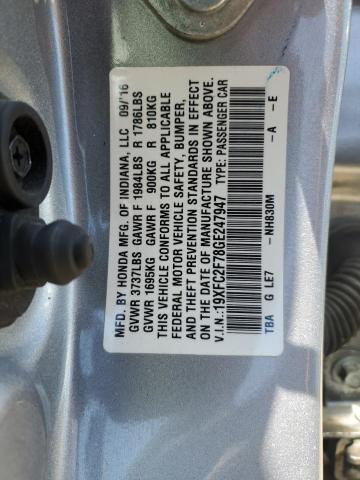 MFD. BY HONDA MFG. OF INDIANA, LLC 09/16
GVWR 3737LBS GAWR F 1984LBS R 1786LBS
GVWR 1695KG GAWR F 900KG R 810KG
THIS VEHICLE CONFORMS TO ALL APPLICABLE
FEDERAL MOTOR VEHICLE SAFETY, BUMPER,
AND THEFT PREVENTION STANDARDS IN EFFECT
ON THE DATE OF MANUFACTURE SHOWN ABOVE.
V.I.N.: 19XFC2F78GE247947 TYPE: PASSENGER CAR
TBA G LE7 -NH830M -A -E